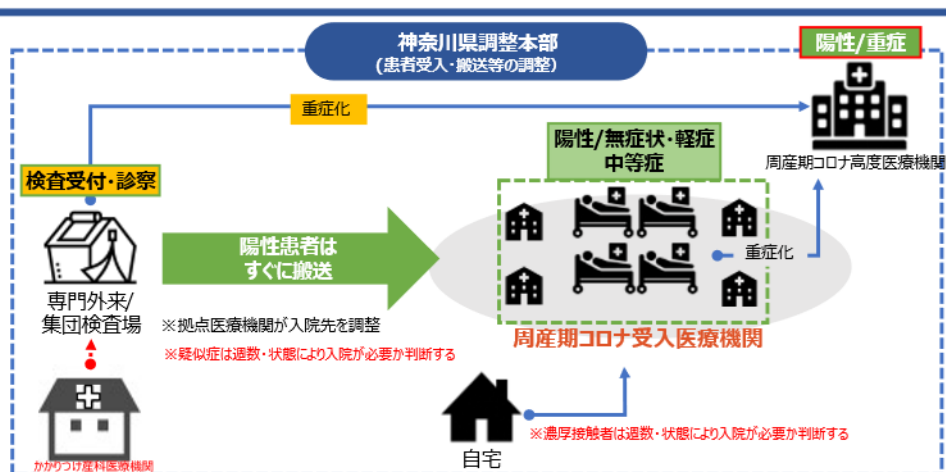 神奈川県調整本部
(患者受入・搬送等の調整)
陽性/重症
重症化
周産期コロナ高度医療機関
陽性/無症状・軽症
中等症
検査受付・診察
陽性患者は
すぐに搬送
重症化
専門外来/
集団検査場
※拠点医療機関が入院先を調整
※疑似症は週数・状態により入院が必要か判断する
周産期コロナ受入医療機関
※濃厚接触者は週数・状態により入院が必要か判断する
自宅
かかりつけ産科医療機関